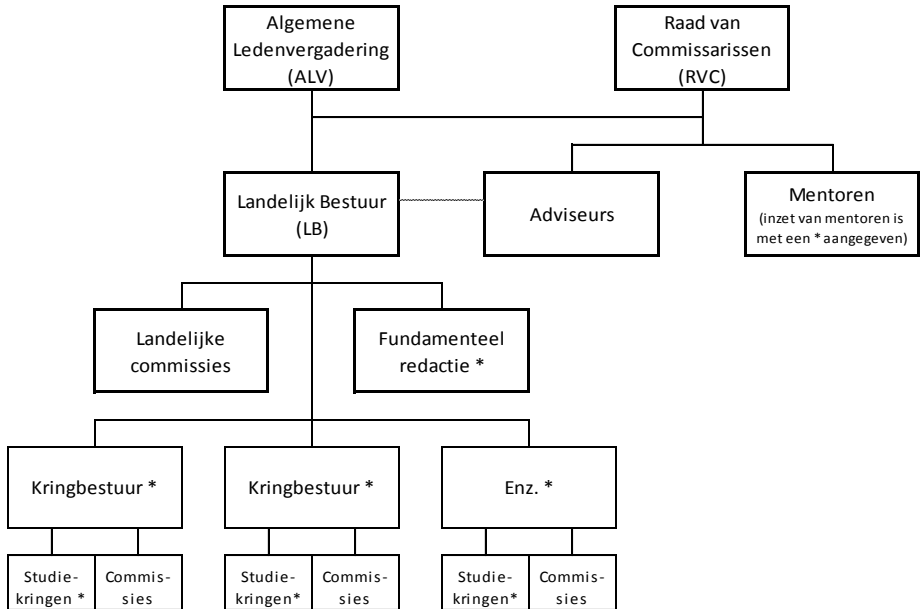 Algemene
Ledenvergadering
(ALV)
Raad van
Commissarissen
(RVC)
Landelijk Bestuur
(LB)
Adviseurs
Mentoren
(inzet van mentoren is
met een * aangegeven)
Landelijke
commissies
Fundamenteel
redactie *
Kringbestuur *
Kringbestuur *
Enz. *
Studie-
kringen *
Commis-
sies
Studie-
kringen*
Commis-
sies
Studie-
kringen*
Commis-
sies